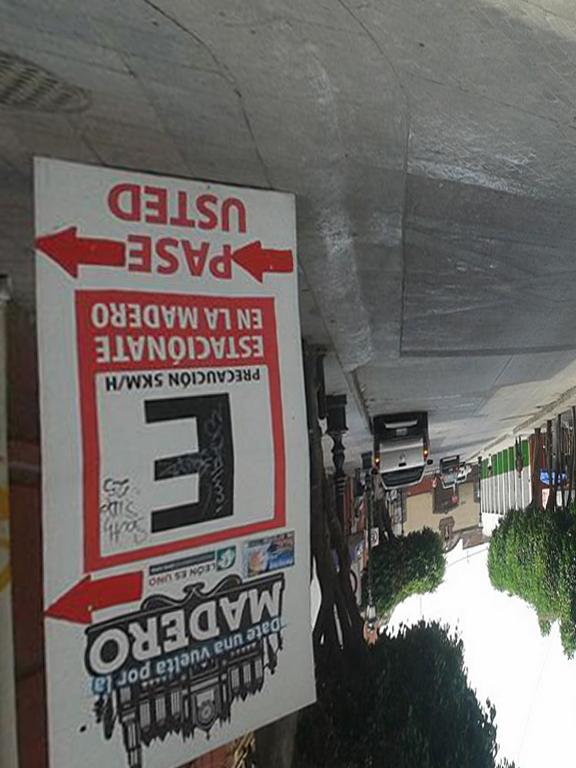 Date una vuelta por la
MADERO
LEÓN ES UNO
E
PRECAUCIÓN 5KM/H
ESTACIÓNATE
EN LA MADERO
PASE
USTED